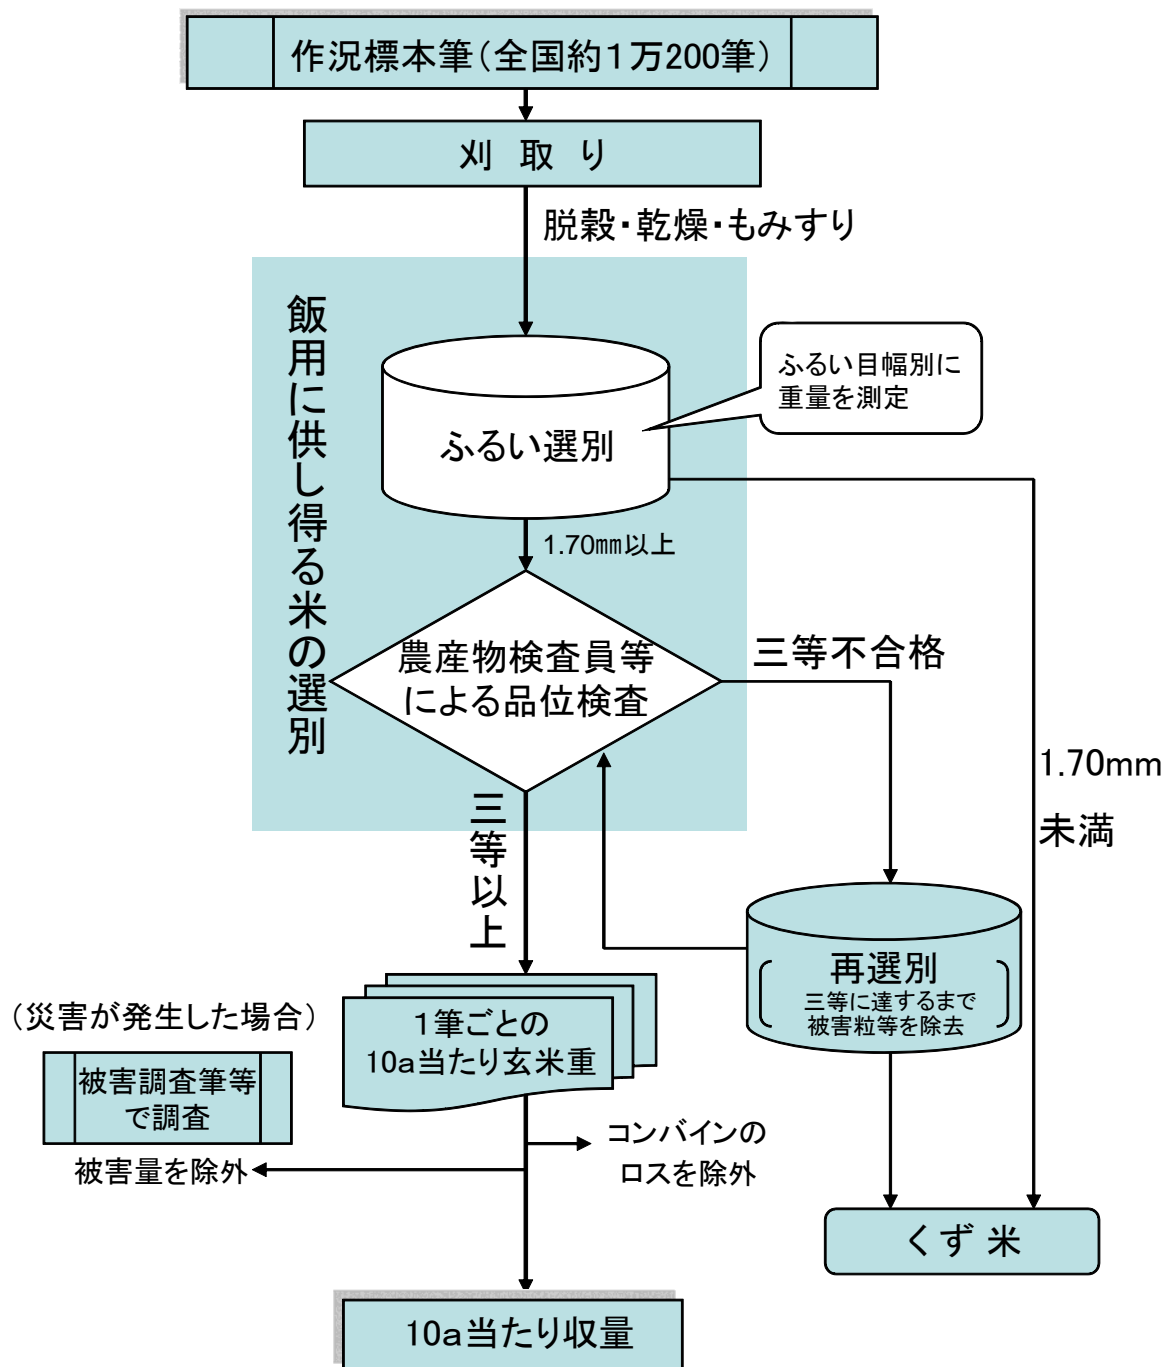 作況標本筆（全国約１万200筆）
刈　取　り
脱穀・乾燥・もみすり
飯用に供し得る米の選別
ふるい目幅別に
重量を測定
ふるい選別
1.70㎜以上
農産物検査員等
による品位検査
三等不合格
1.70mm
未満
三等以上
再選別
三等に達するまで
被害粒等を除去
１筆ごとの
10a当たり玄米重
（災害が発生した場合）
被害調査筆等
で調査
被害量を除外
コンバインの
ロスを除外
くず 米
10a当たり収量